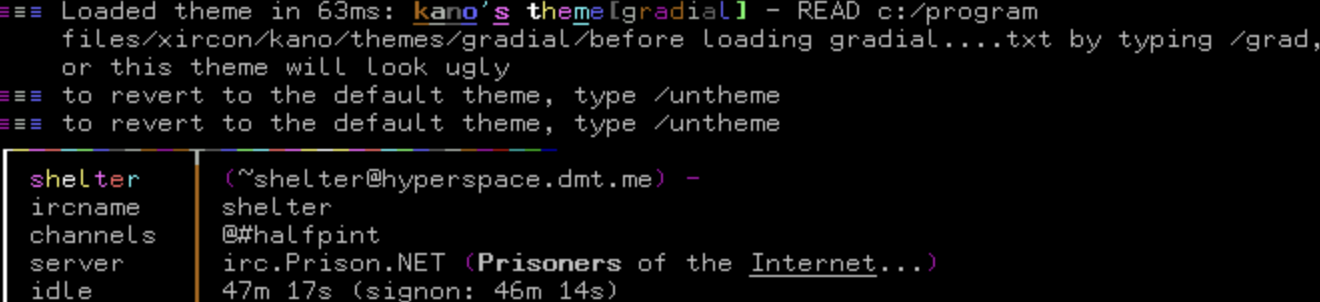 ≡≡≡ Loaded theme in 63ms: kano's theme[gradial] - READ c:/program
files/xircon/kano/themes/gradial/before loading gradial....txt by typing /grad,
or this theme will look ugly
≡≡≡ to revert to the default theme, type /untheme
≡≡≡ to revert to the default theme, type /untheme
shelter (~shelter@hyperspace.dmt.me) -
ircname shelter
channels @#halfpint
server irc.Prison.NET (Prisoners of the Internet...)
idle 47m 17s (signon: 46m 14s)